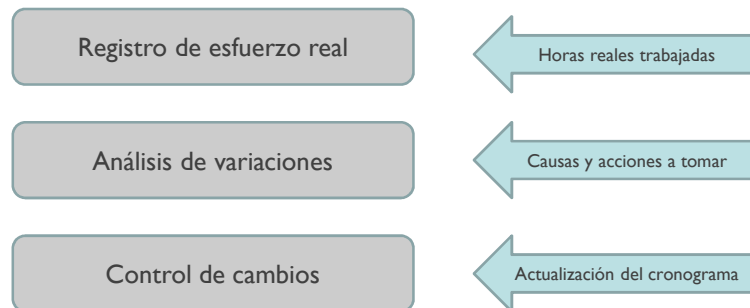 Registro de esfuerzo real
Horas reales trabajadas
Análisis de variaciones
Causas y acciones a tomar
Control de cambios
Actualización del cronograma